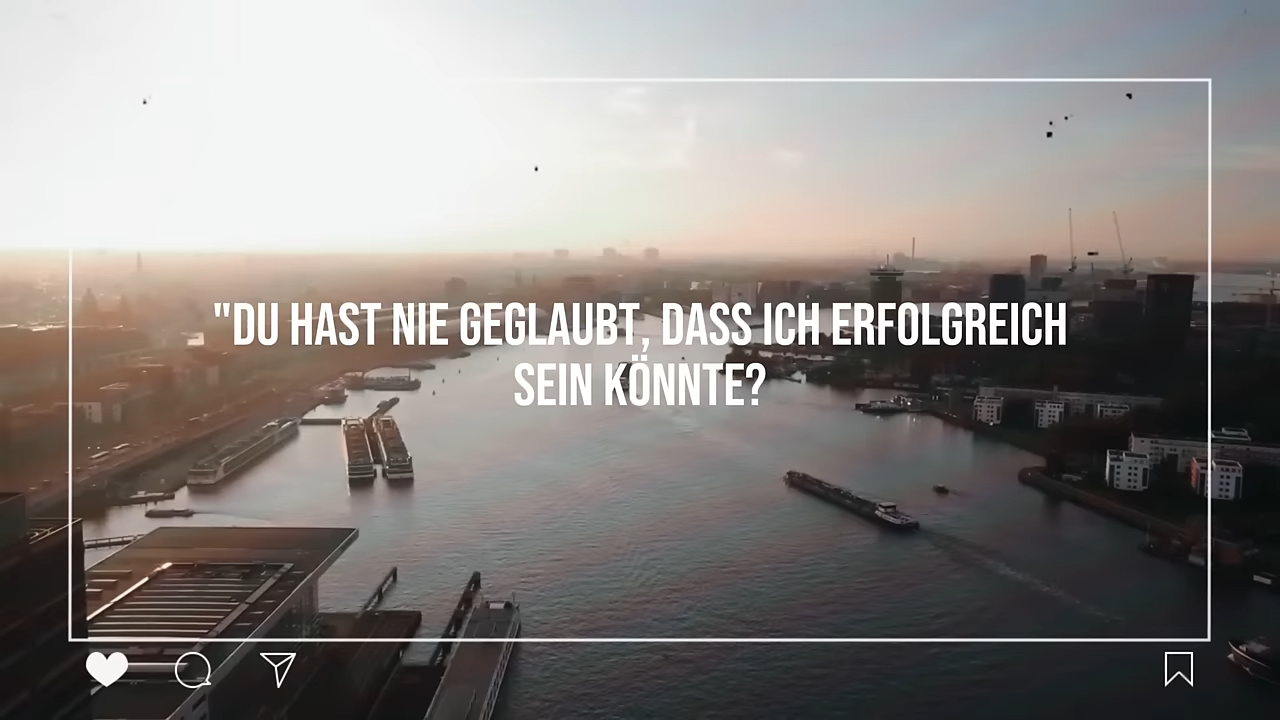 "DU HAST NIE GEGLAUBT, DASS ICH ERFOLGREICH
SEIN KÖNNTE?